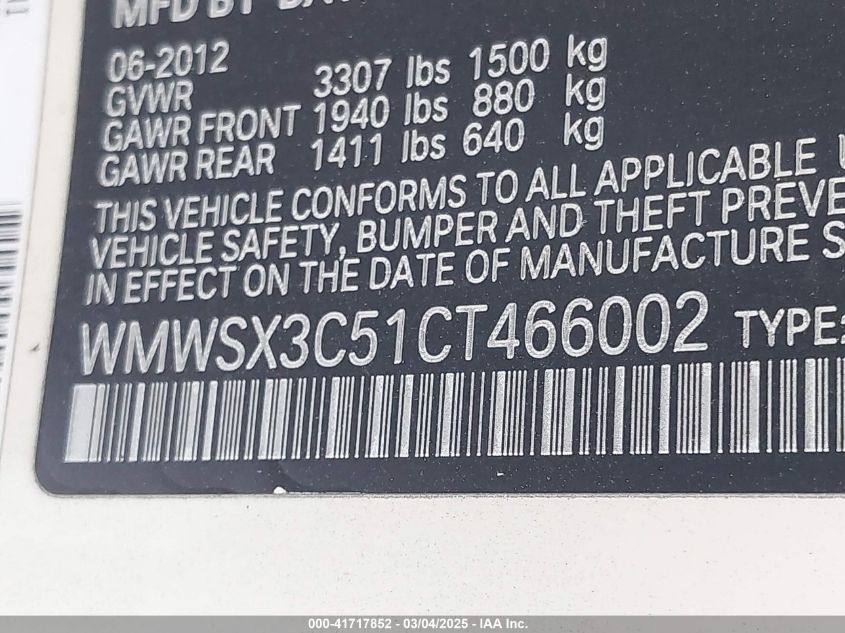 MFD BY
06-2012
GVWR 3307 lbs 1500 kg
GAWR FRONT 1940 lbs 880 kg
GAWR REAR 1411 lbs 640 kg
THIS VEHICLE CONFORMS TO ALL APPLICABLE
VEHICLE SAFETY, BUMPER AND THEFT PREVE
IN EFFECT ON THE DATE OF MANUFACTURE S
WMWSX3C51CT466002 TYPE:
000-41717852 — 03/04/2025 — IAA Inc.